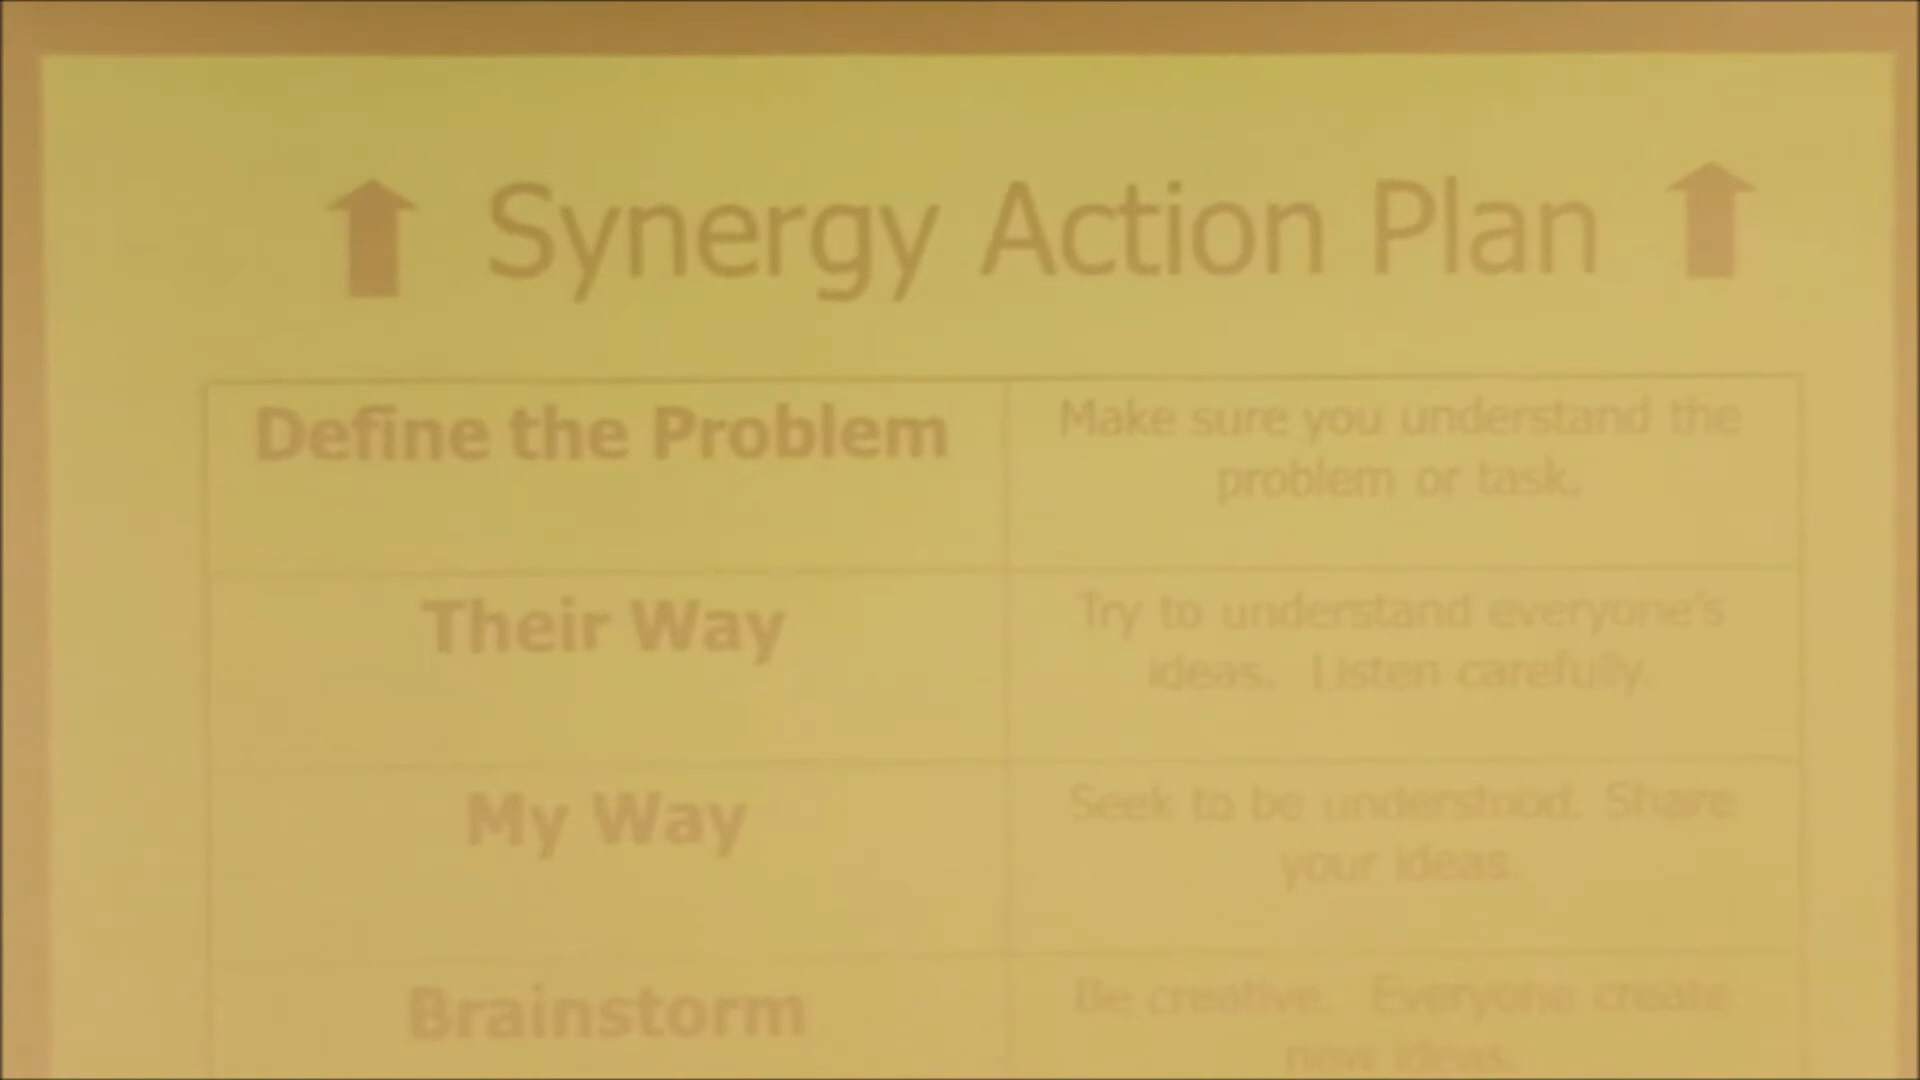 Synergy Action Plan
Define the Problem
Make sure you understand the
problem or task.
Their Way
Try to understand everyone's
ideas. Listen carefully.
My Way
Seek to be understood. Share
your ideas.
Brainstorm
Be creative. Everyone create
new ideas.